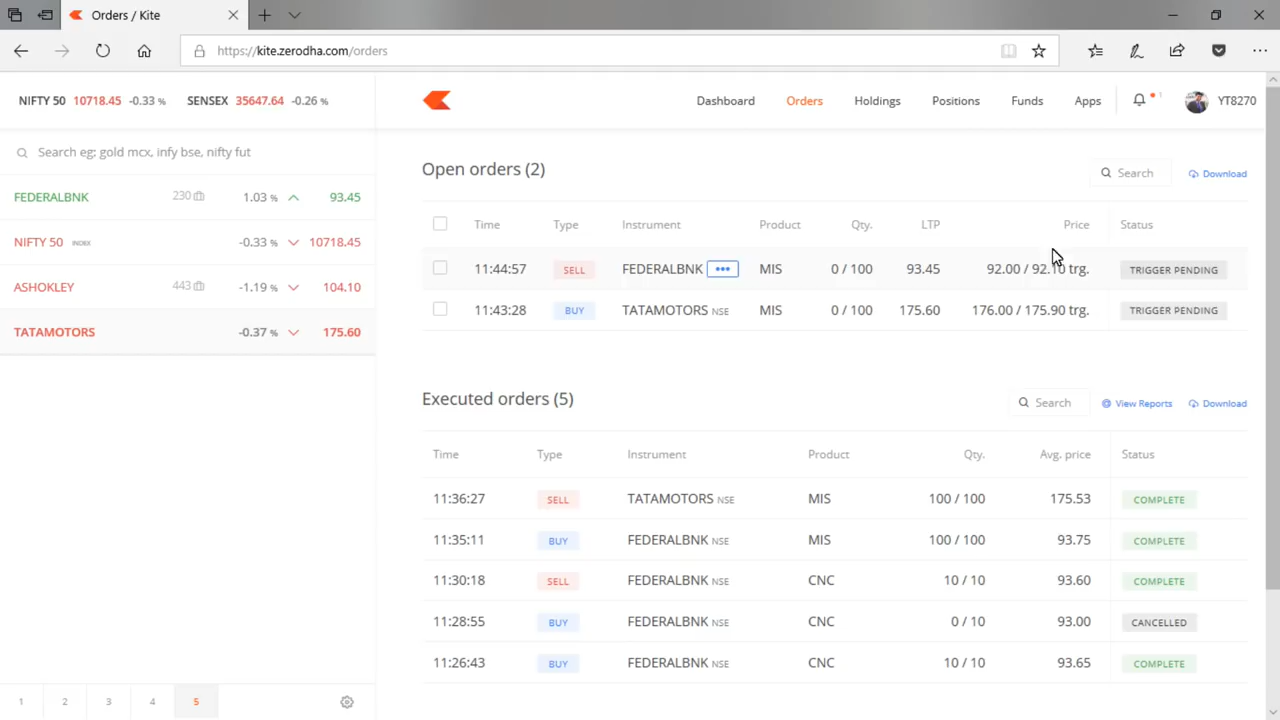 Orders / Kite
https://kite.zerodha.com/orders
NIFTY 50 10718.45 -0.33 % SENSEX 35647.64 -0.26 %
Dashboard Orders Holdings Positions Funds Apps 1 YT8270
Search eg: gold mcx, infy bse, nifty fut
FEDERALBNK 230 1.03 % 93.45
NIFTY 50 INDEX -0.33 % 10718.45
ASHOKLEY 443 -1.19 % 104.10
TATAMOTORS -0.37 % 175.60
1 2 3 4 5
Open orders (2) Search Download
Time Type Instrument Product Qty. LTP Price Status
11:44:57 SELL FEDERALBNK ••• MIS 0 / 100 93.45 92.00 / 92.10 trg. TRIGGER PENDING
11:43:28 BUY TATAMOTORS NSE MIS 0 / 100 175.60 176.00 / 175.90 trg. TRIGGER PENDING
Executed orders (5) Search View Reports Download
Time Type Instrument Product Qty. Avg. price Status
11:36:27 SELL TATAMOTORS NSE MIS 100 / 100 175.53 COMPLETE
11:35:11 BUY FEDERALBNK NSE MIS 100 / 100 93.75 COMPLETE
11:30:18 SELL FEDERALBNK NSE CNC 10 / 10 93.60 COMPLETE
11:28:55 BUY FEDERALBNK NSE CNC 0 / 10 93.00 CANCELLED
11:26:43 BUY FEDERALBNK NSE CNC 10 / 10 93.65 COMPLETE